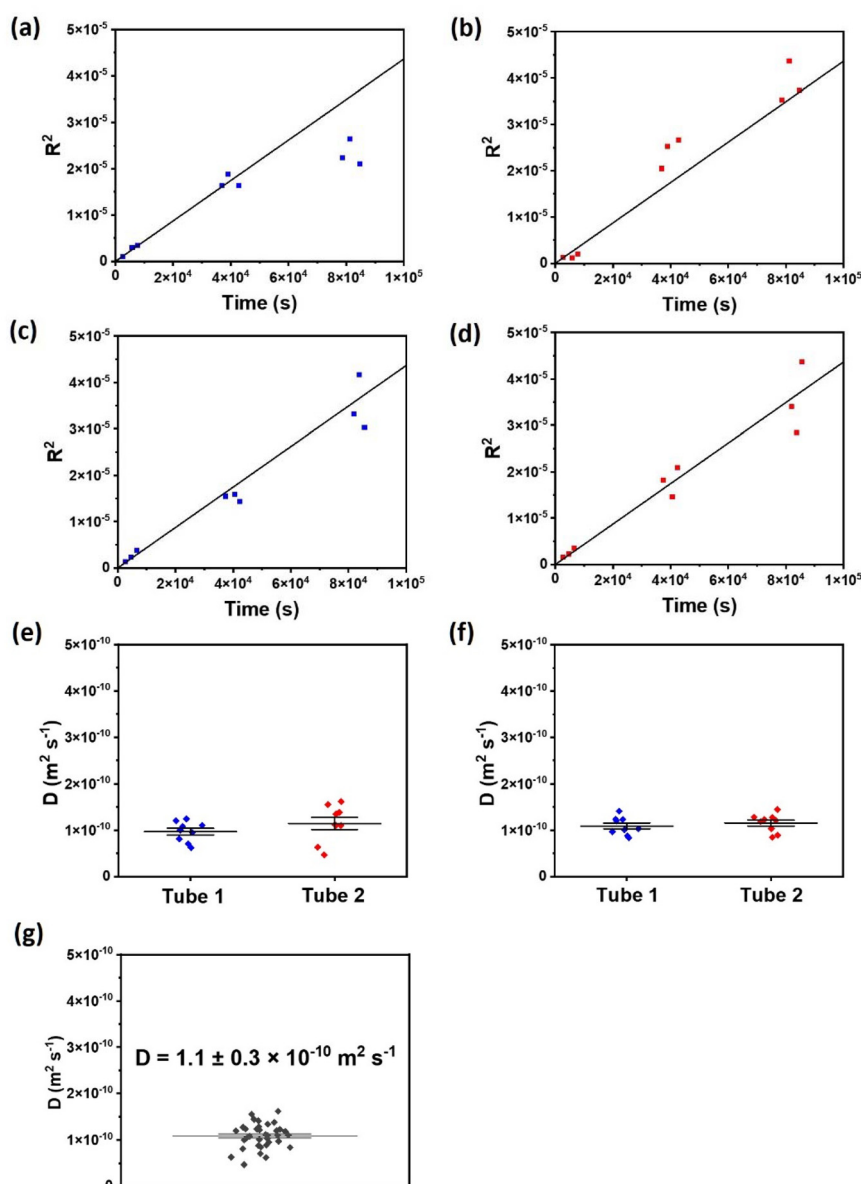 (a)
5×10⁻⁵
4×10⁻⁵
3×10⁻⁵
2×10⁻⁵
1×10⁻⁵
0
R²
0 2×10⁴ 4×10⁴ 6×10⁴ 8×10⁴ 1×10⁵
Time (s)
(b)
5×10⁻⁵
4×10⁻⁵
3×10⁻⁵
2×10⁻⁵
1×10⁻⁵
0
R²
0 2×10⁴ 4×10⁴ 6×10⁴ 8×10⁴ 1×10⁵
Time (s)
(c)
5×10⁻⁵
4×10⁻⁵
3×10⁻⁵
2×10⁻⁵
1×10⁻⁵
0
R²
0 2×10⁴ 4×10⁴ 6×10⁴ 8×10⁴ 1×10⁵
Time (s)
(d)
5×10⁻⁵
4×10⁻⁵
3×10⁻⁵
2×10⁻⁵
1×10⁻⁵
0
R²
0 2×10⁴ 4×10⁴ 6×10⁴ 8×10⁴ 1×10⁵
Time (s)
(e)
5×10⁻¹⁰
4×10⁻¹⁰
3×10⁻¹⁰
2×10⁻¹⁰
1×10⁻¹⁰
0
D (m² s⁻¹)
Tube 1 Tube 2
(f)
5×10⁻¹⁰
4×10⁻¹⁰
3×10⁻¹⁰
2×10⁻¹⁰
1×10⁻¹⁰
0
D (m² s⁻¹)
Tube 1 Tube 2
(g)
5×10⁻¹⁰
4×10⁻¹⁰
3×10⁻¹⁰
2×10⁻¹⁰
1×10⁻¹⁰
0
D (m² s⁻¹)
D = 1.1 ± 0.3 × 10⁻¹⁰ m² s⁻¹